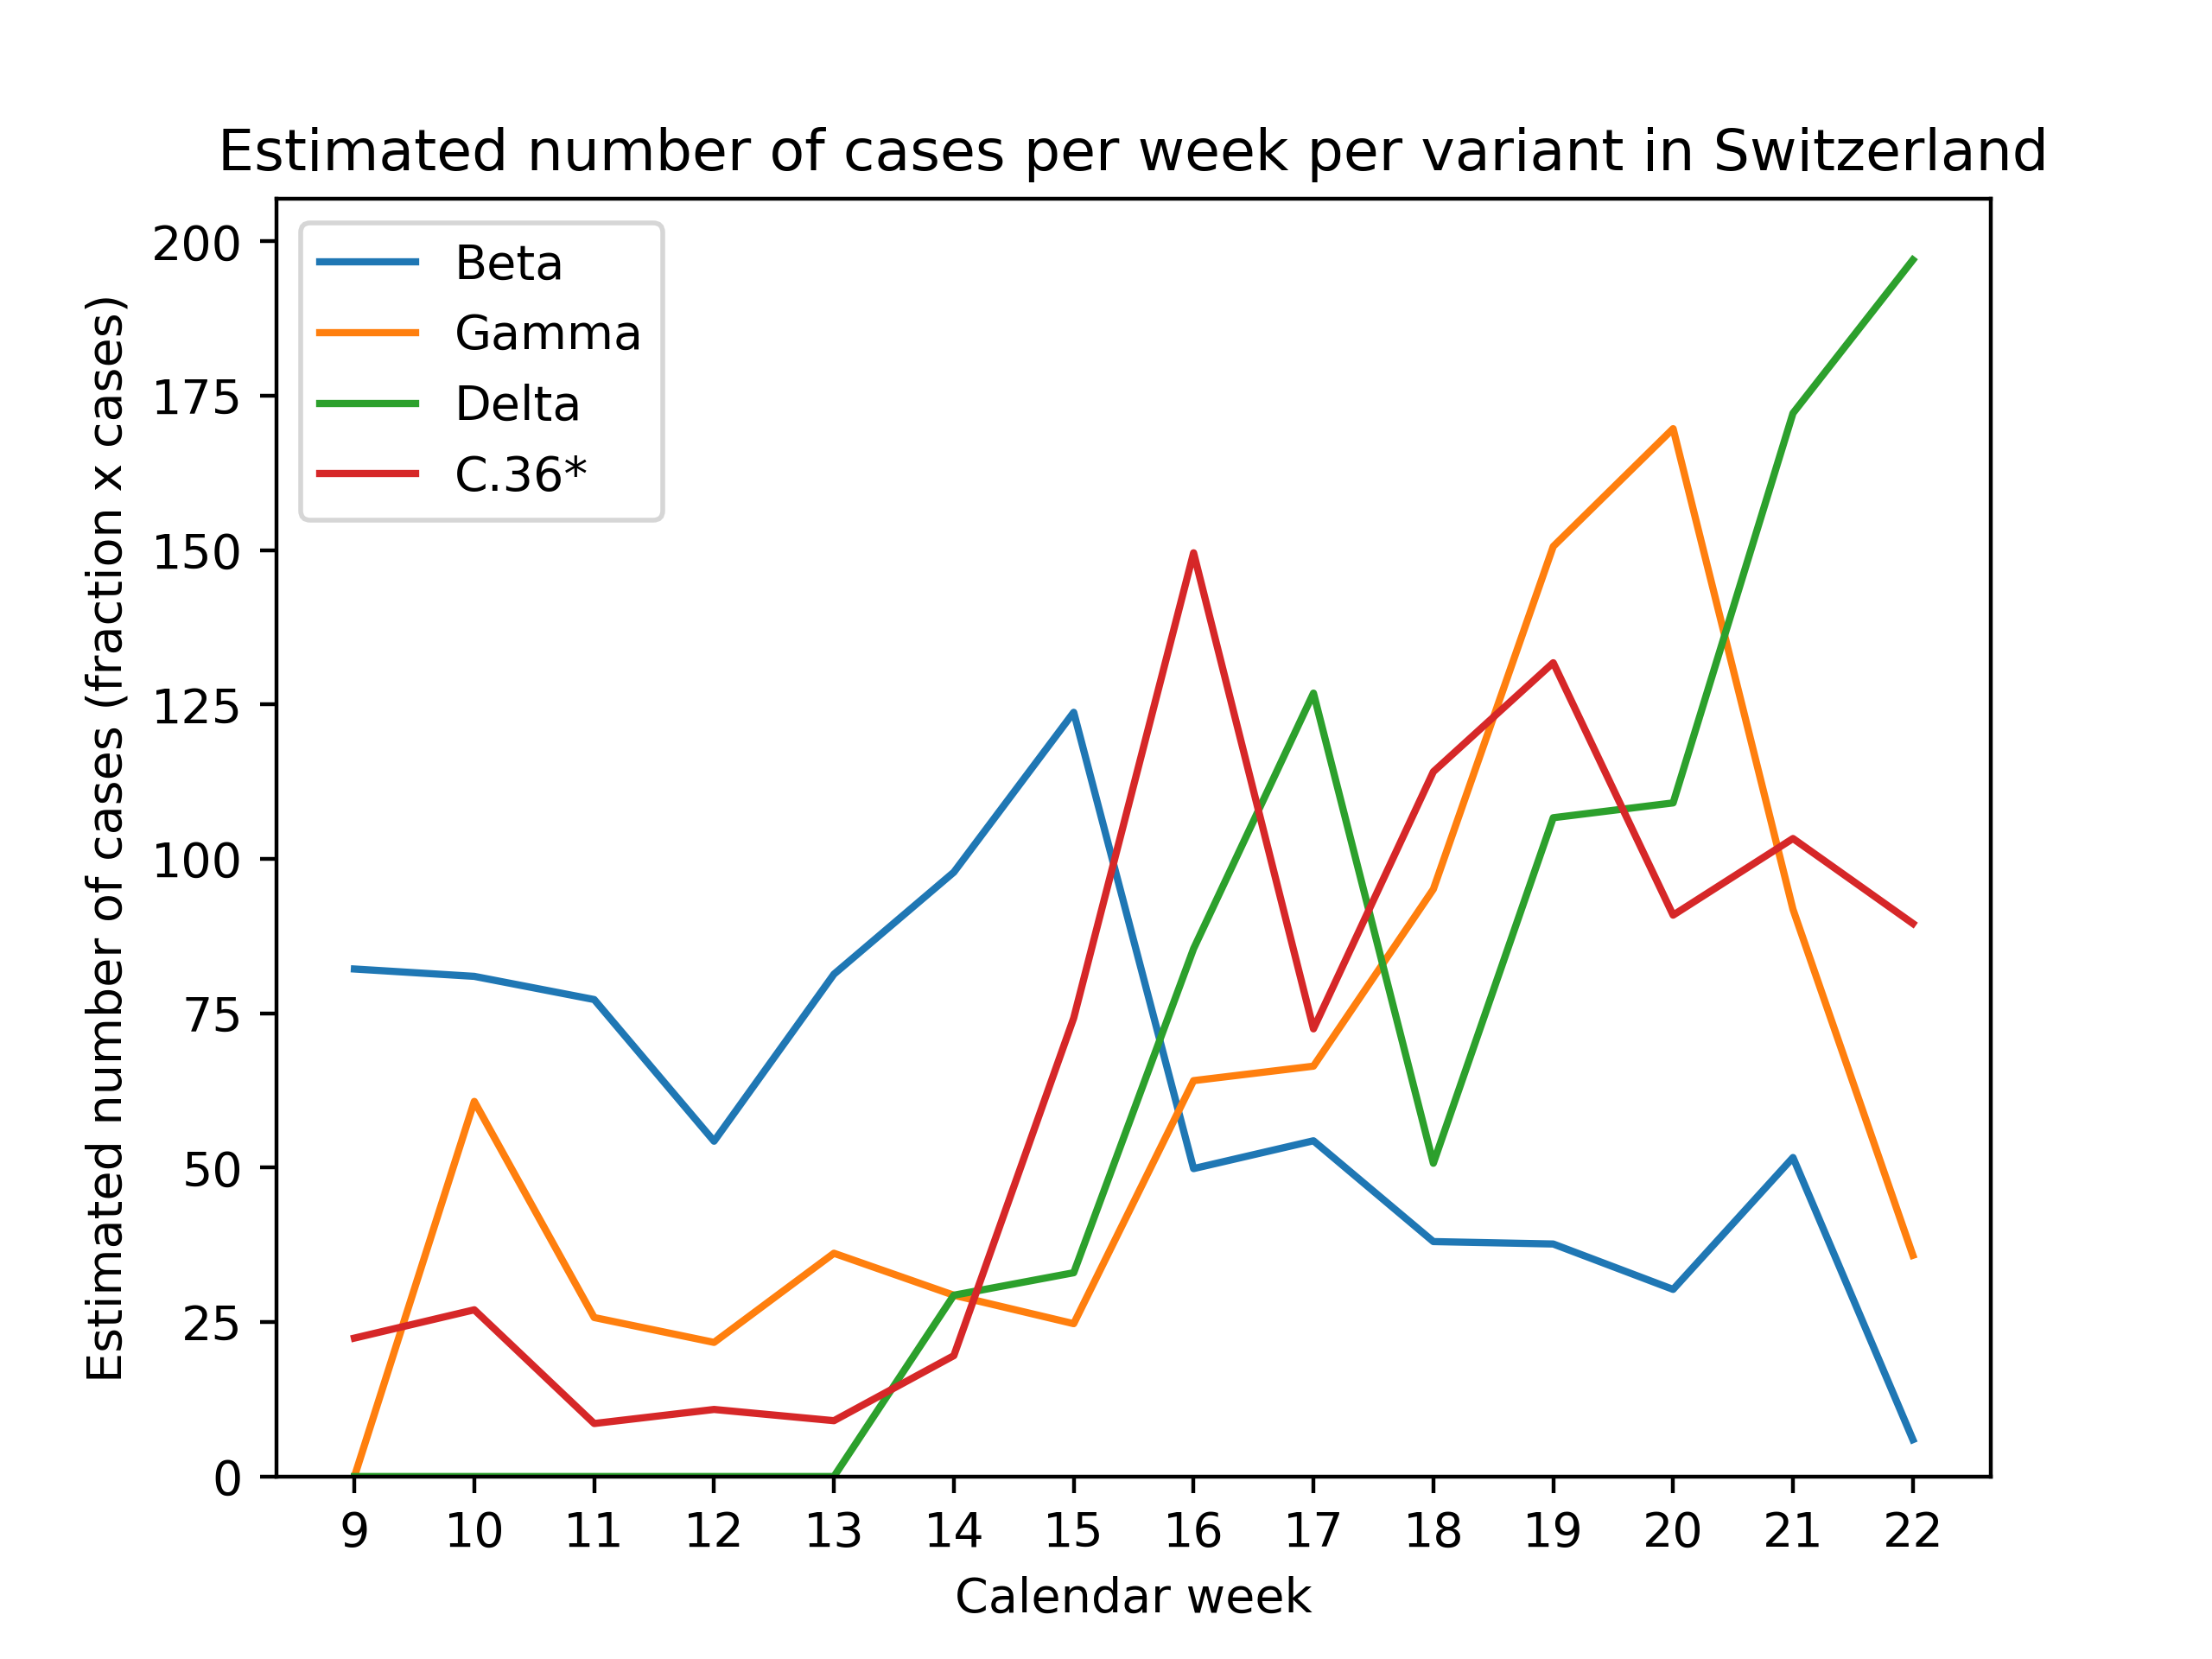 Estimated number of cases per week per variant in Switzerland
Estimated number of cases (fraction x cases)
200
175
150
125
100
75
50
25
0
Beta
Gamma
Delta
C.36*
9 10 11 12 13 14 15 16 17 18 19 20 21 22
Calendar week